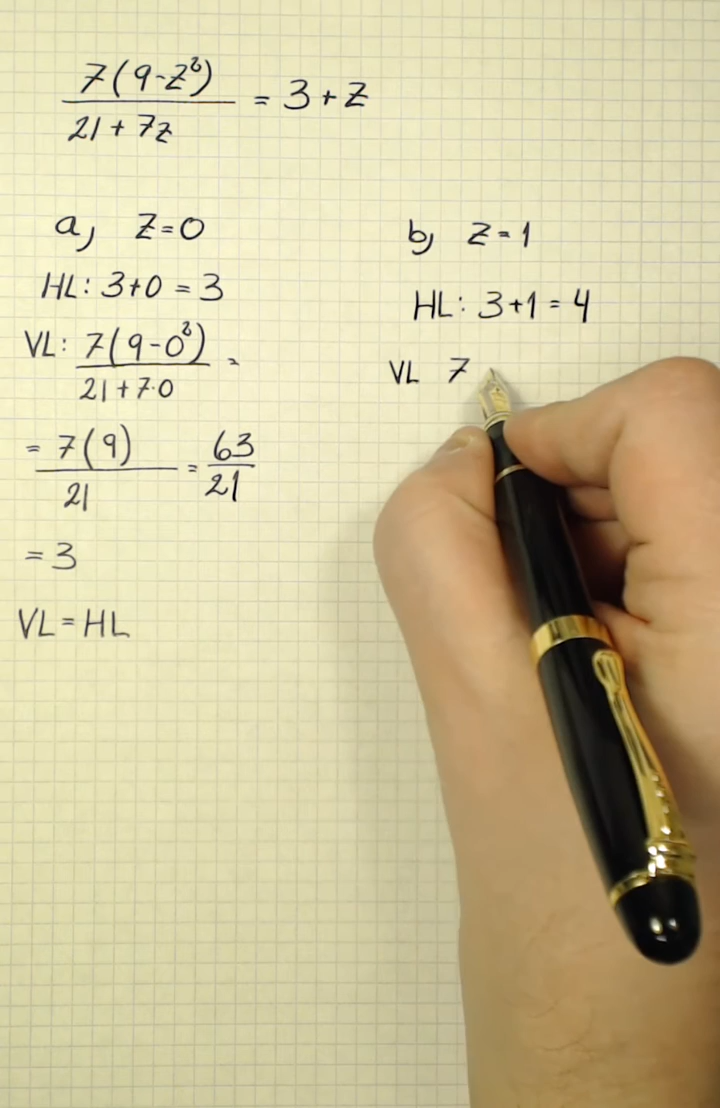 7(9-z²) = 3+z
21+7z
a) z=0
HL: 3+0=3
VL: 7(9-0²) =
21+7·0
= 7(9) = 63
21 21
= 3
VL=HL
b) z=1
HL: 3+1=4
VL 7